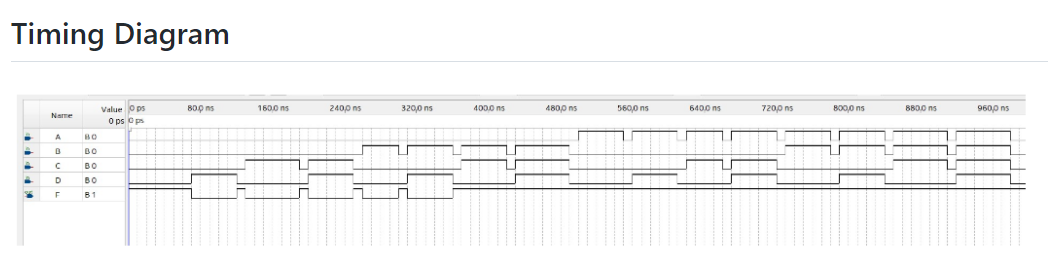 Timing Diagram
Name Value 0 ps 0 ps 80.0 ns 160.0 ns 240.0 ns 320.0 ns 400.0 ns 480.0 ns 560.0 ns 640.0 ns 720.0 ns 800.0 ns 880.0 ns 960.0 ns
0 ps
A B 0
B B 0
C B 0
D B 0
F B 1